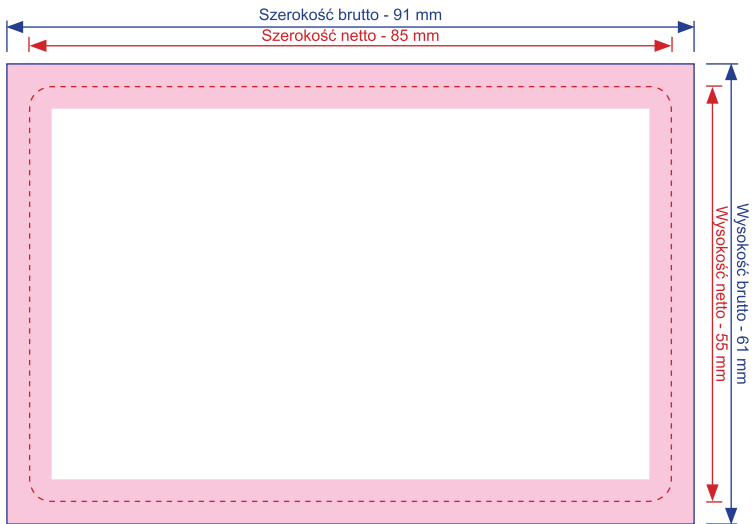 Szerokość brutto - 91 mm
Szerokość netto - 85 mm
Wysokość netto - 55 mm
Wysokość brutto - 61 mm